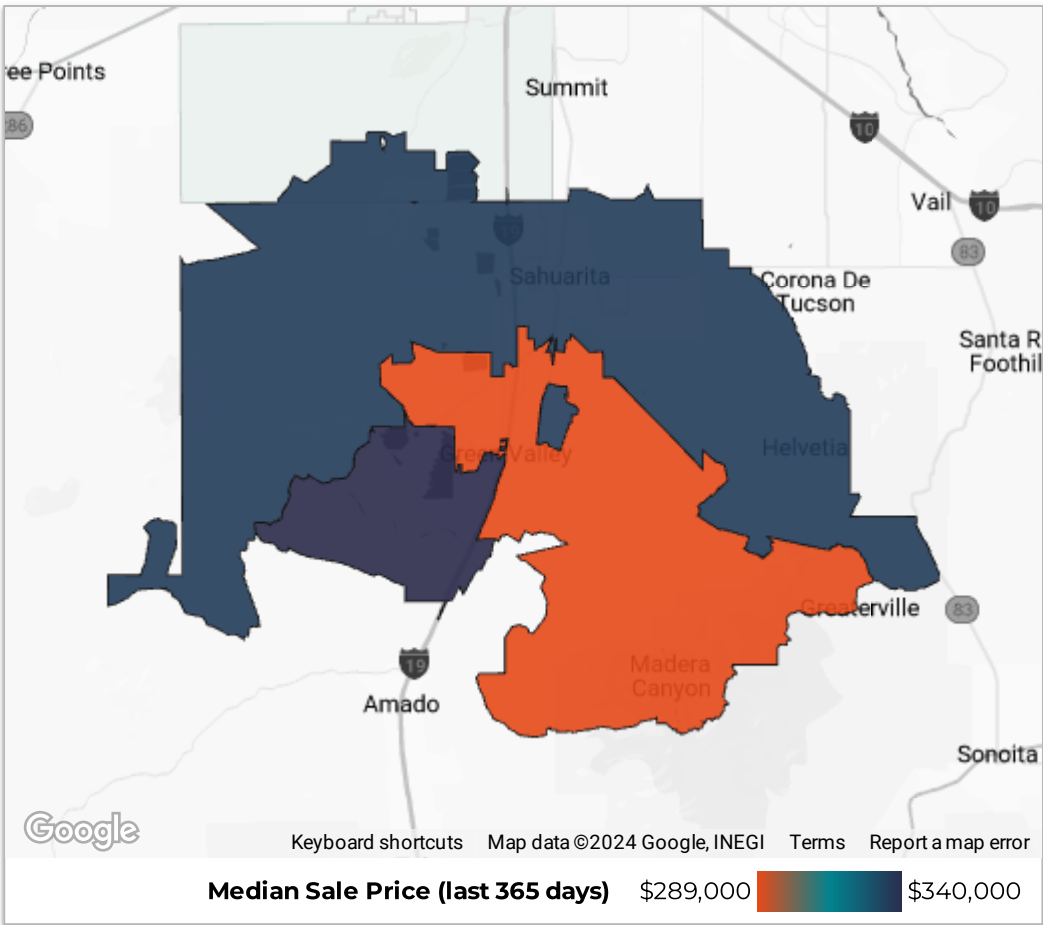 ree Points
Summit
86
10
Vail
10
83
19
Sahuarita
Corona De
Tucson
Santa R
Foothil
Helvetia
Green Valley
Greaterville
83
Madera
Canyon
19
Amado
Sonoita
Google
Keyboard shortcuts Map data ©2024 Google, INEGI Terms Report a map error
Median Sale Price (last 365 days) $289,000 $340,000